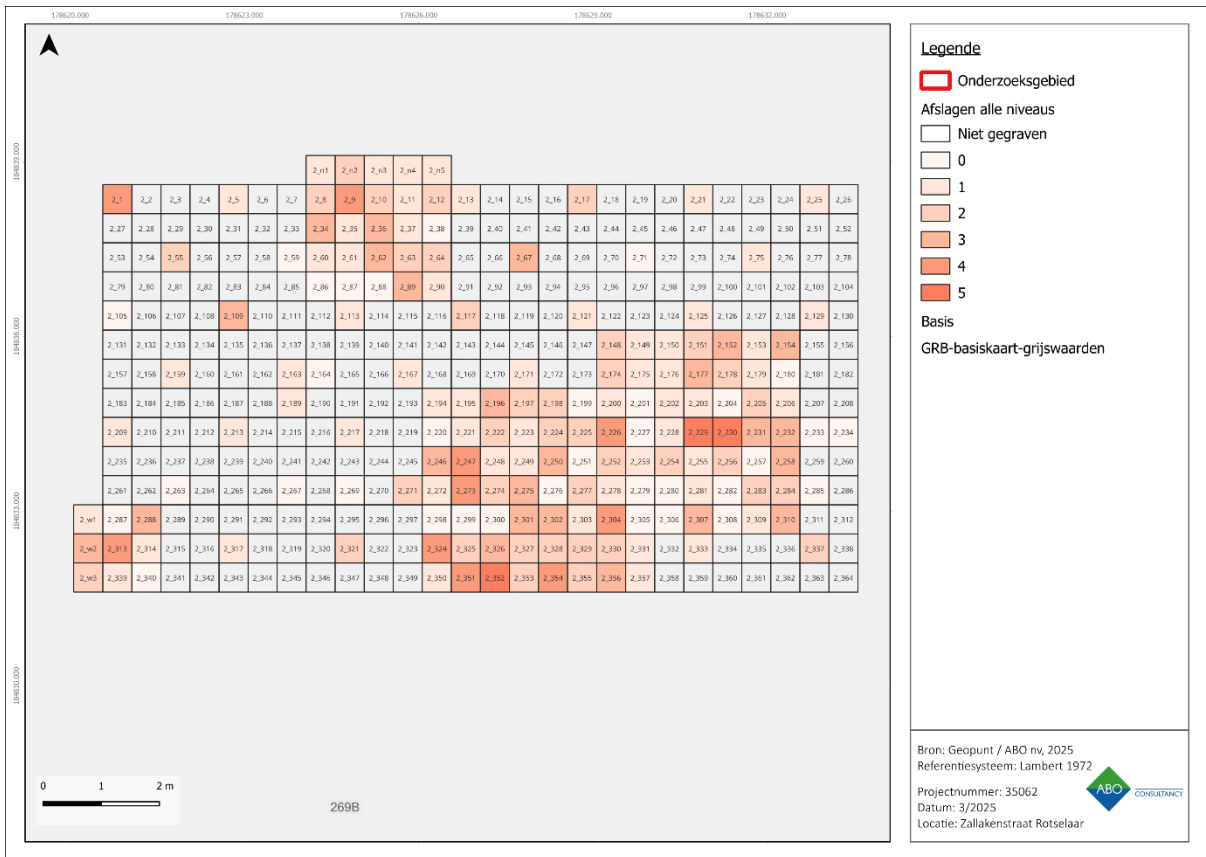 178620.000 178623.000 178626.000 178629.000 178632.000
184839.000
184836.000
184833.000
184830.000
2_n1 2_n2 2_n3 2_n4 2_n5
2_1 2_2 2_3 2_4 2_5 2_6 2_7 2_8 2_9 2_10 2_11 2_12 2_13 2_14 2_15 2_16 2_17 2_18 2_19 2_20 2_21 2_22 2_23 2_24 2_25 2_26
2_27 2_28 2_29 2_30 2_31 2_32 2_33 2_34 2_35 2_36 2_37 2_38 2_39 2_40 2_41 2_42 2_43 2_44 2_45 2_46 2_47 2_48 2_49 2_50 2_51 2_52
2_53 2_54 2_55 2_56 2_57 2_58 2_59 2_60 2_61 2_62 2_63 2_64 2_65 2_66 2_67 2_68 2_69 2_70 2_71 2_72 2_73 2_74 2_75 2_76 2_77 2_78
2_79 2_80 2_81 2_82 2_83 2_84 2_85 2_86 2_87 2_88 2_89 2_90 2_91 2_92 2_93 2_94 2_95 2_96 2_97 2_98 2_99 2_100 2_101 2_102 2_103 2_104
2_105 2_106 2_107 2_108 2_109 2_110 2_111 2_112 2_113 2_114 2_115 2_116 2_117 2_118 2_119 2_120 2_121 2_122 2_123 2_124 2_125 2_126 2_127 2_128 2_129 2_130
2_131 2_132 2_133 2_134 2_135 2_136 2_137 2_138 2_139 2_140 2_141 2_142 2_143 2_144 2_145 2_146 2_147 2_148 2_149 2_150 2_151 2_152 2_153 2_154 2_155 2_156
2_157 2_158 2_159 2_160 2_161 2_162 2_163 2_164 2_165 2_166 2_167 2_168 2_169 2_170 2_171 2_172 2_173 2_174 2_175 2_176 2_177 2_178 2_179 2_180 2_181 2_182
2_183 2_184 2_185 2_186 2_187 2_188 2_189 2_190 2_191 2_192 2_193 2_194 2_195 2_196 2_197 2_198 2_199 2_200 2_201 2_202 2_203 2_204 2_205 2_206 2_207 2_208
2_209 2_210 2_211 2_212 2_213 2_214 2_215 2_216 2_217 2_218 2_219 2_220 2_221 2_222 2_223 2_224 2_225 2_226 2_227 2_228 2_229 2_230 2_231 2_232 2_233 2_234
2_235 2_236 2_237 2_238 2_239 2_240 2_241 2_242 2_243 2_244 2_245 2_246 2_247 2_248 2_249 2_250 2_251 2_252 2_253 2_254 2_255 2_256 2_257 2_258 2_259 2_260
2_261 2_262 2_263 2_264 2_265 2_266 2_267 2_268 2_269 2_270 2_271 2_272 2_273 2_274 2_275 2_276 2_277 2_278 2_279 2_280 2_281 2_282 2_283 2_284 2_285 2_286
2_w1 2_287 2_288 2_289 2_290 2_291 2_292 2_293 2_294 2_295 2_296 2_297 2_298 2_299 2_300 2_301 2_302 2_303 2_304 2_305 2_306 2_307 2_308 2_309 2_310 2_311 2_312
2_w2 2_313 2_314 2_315 2_316 2_317 2_318 2_319 2_320 2_321 2_322 2_323 2_324 2_325 2_326 2_327 2_328 2_329 2_330 2_331 2_332 2_333 2_334 2_335 2_336 2_337 2_338
2_w3 2_339 2_340 2_341 2_342 2_343 2_344 2_345 2_346 2_347 2_348 2_349 2_350 2_351 2_352 2_353 2_354 2_355 2_356 2_357 2_358 2_359 2_360 2_361 2_362 2_363 2_364
0 1 2 m
269B
Legende
Onderzoeksgebied
Afslagen alle niveaus
Niet gegraven
0
1
2
3
4
5
Basis
GRB-basiskaart-grijswaarden
Bron: Geopunt / ABO nv, 2025
Referentiesysteem: Lambert 1972
Projectnummer: 35062
Datum: 3/2025
Locatie: Zallakenstraat Rotselaar
ABO CONSULTANCY